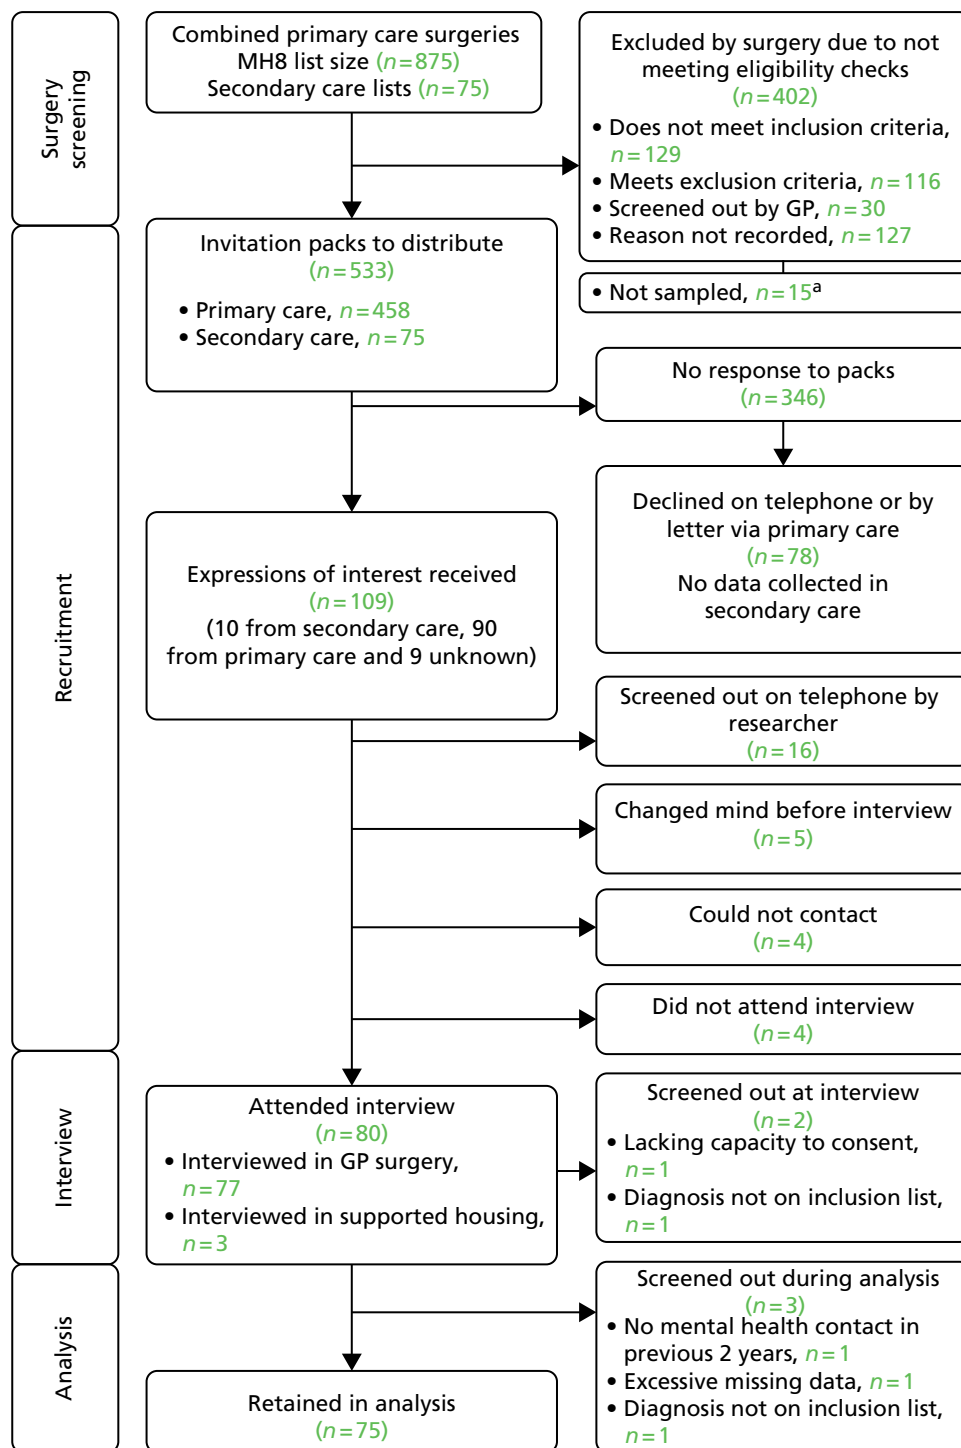 Surgery
screening
Combined primary care surgeries
MH8 list size (n=875)
Secondary care lists (n=75)
Excluded by surgery due to not
meeting eligibility checks
(n=402)
• Does not meet inclusion criteria,
n=129
• Meets exclusion criteria, n=116
• Screened out by GP, n=30
• Reason not recorded, n=127
• Not sampled, n=15a
Recruitment
Invitation packs to distribute
(n=533)
• Primary care, n=458
• Secondary care, n=75
No response to packs
(n=346)
Declined on telephone or by
letter via primary care
(n=78)
No data collected in
secondary care
Expressions of interest received
(n=109)
(10 from secondary care, 90
from primary care and 9 unknown)
Screened out on telephone by
researcher
(n=16)
Changed mind before interview
(n=5)
Could not contact
(n=4)
Did not attend interview
(n=4)
Interview
Attended interview
(n=80)
• Interviewed in GP surgery,
n=77
• Interviewed in supported housing,
n=3
Screened out at interview
(n=2)
• Lacking capacity to consent,
n=1
• Diagnosis not on inclusion list,
n=1
Analysis
Screened out during analysis
(n=3)
• No mental health contact in
previous 2 years, n=1
• Excessive missing data, n=1
• Diagnosis not on inclusion list,
n=1
Retained in analysis
(n=75)